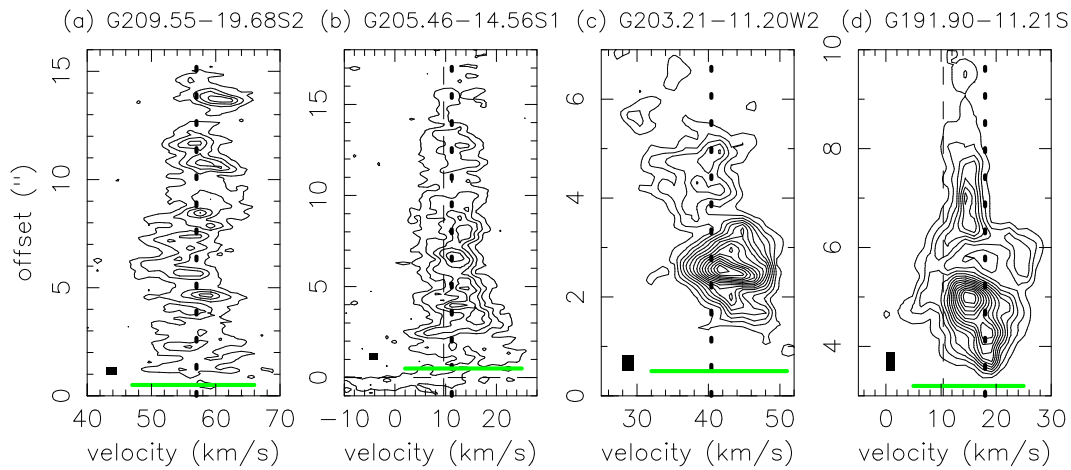 (a) G209.55−19.68S2 (b) G205.46−14.56S1 (c) G203.21−11.20W2 (d) G191.90−11.21S
offset (")
0 5 10 15
0 5 10 15
0 2 4 6
4 6 8 10
40 50 60 70 −10 0 10 20 30 40 50 0 10 20 30
velocity (km/s) velocity (km/s) velocity (km/s) velocity (km/s)